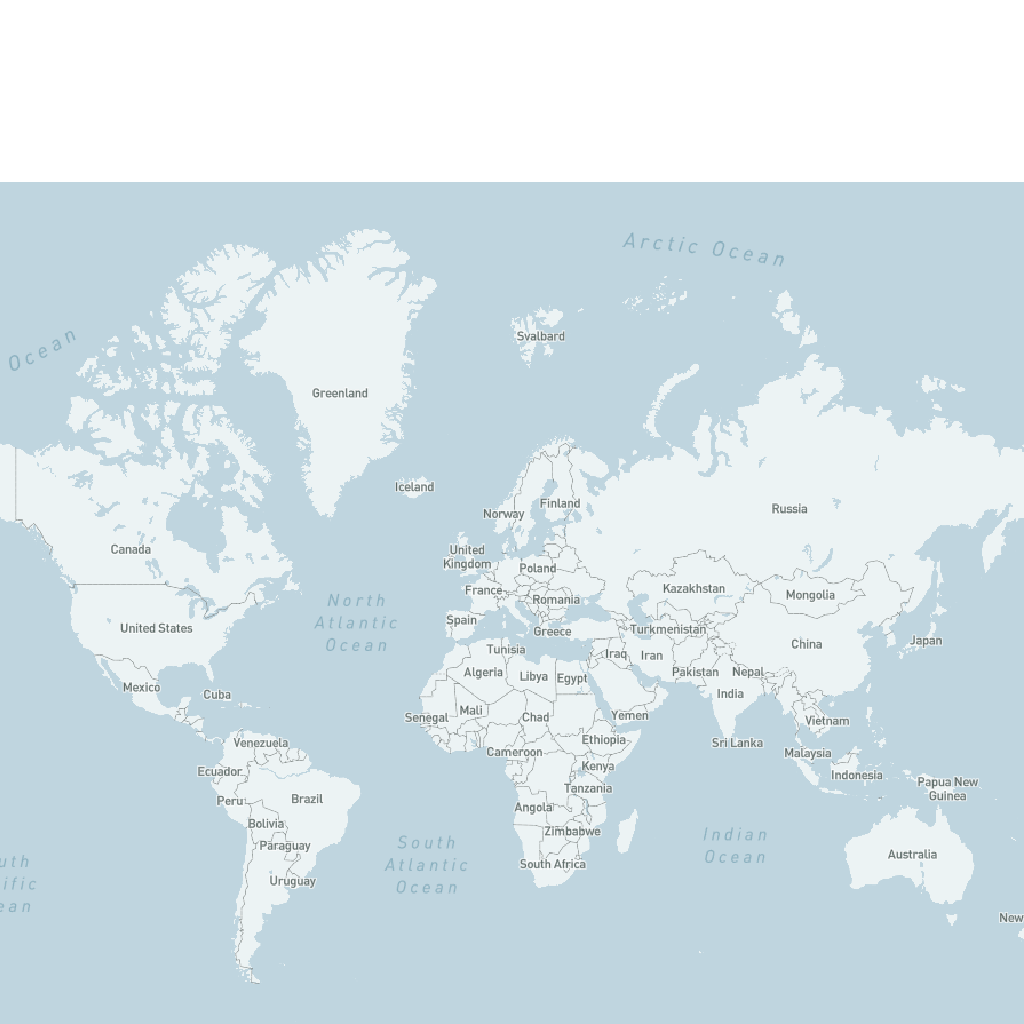 Arctic Ocean
Ocean
Svalbard
Greenland
Iceland
Finland
Norway
Russia
Canada
United
Kingdom
Poland
France
Kazakhstan
Mongolia
Romania
North
Atlantic
Ocean
Spain
United States
Greece
Turkmenistan
Japan
China
Tunisia
Iraq
Iran
Algeria
Libya
Egypt
Pakistan
Nepal
Mexico
Cuba
India
Mali
Senegal
Chad
Yemen
Vietnam
Venezuela
Ethiopia
Sri Lanka
Cameroon
Malaysia
Kenya
Ecuador
Indonesia
Papua New
Guinea
Tanzania
Peru
Brazil
Angola
Bolivia
Zimbabwe
Indian
Ocean
South
Atlantic
Ocean
Paraguay
Australia
uth
ific
ean
South Africa
Uruguay
New